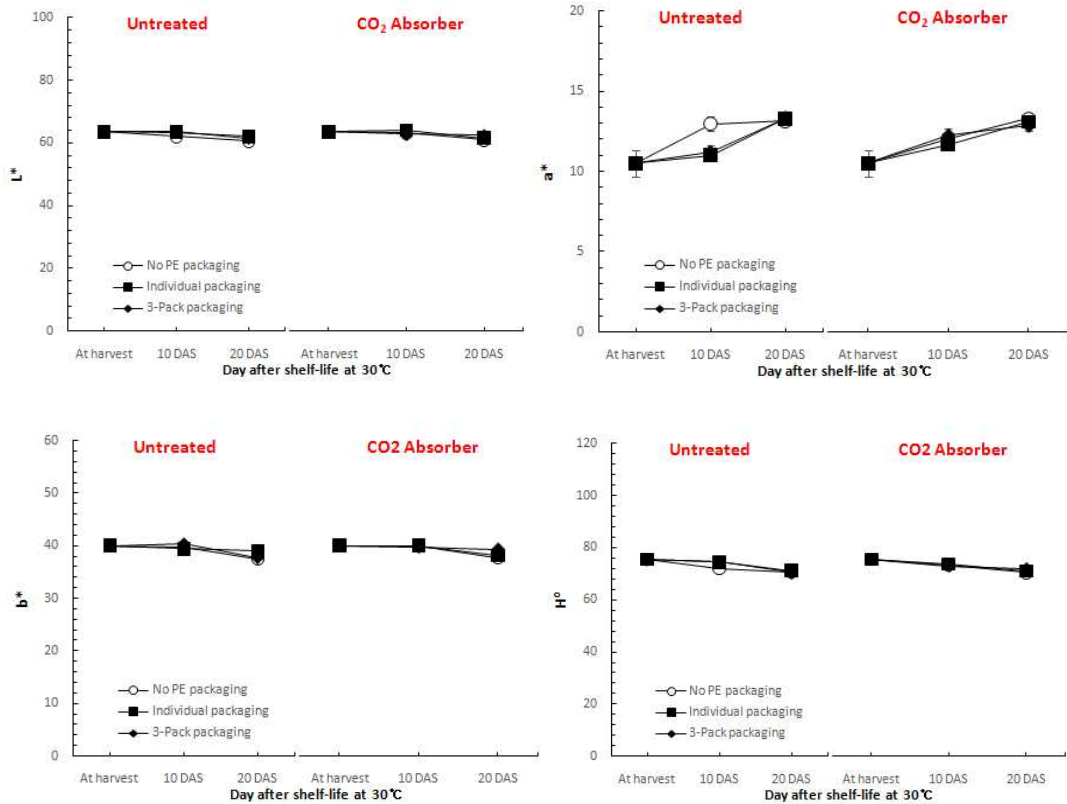 Untreated
CO₂ Absorber
100
80
60
40
20
0
L*
No PE packaging
Individual packaging
3-Pack packaging
At harvest 10 DAS 20 DAS At harvest 10 DAS 20 DAS
Day after shelf-life at 30℃
Untreated
CO₂ Absorber
20
15
10
5
0
a*
No PE packaging
Individual packaging
3-Pack packaging
At harvest 10 DAS 20 DAS At harvest 10 DAS 20 DAS
Day after shelf-life at 30℃
Untreated
CO2 Absorber
60
50
40
30
20
10
0
b*
No PE packaging
Individual packaging
3-Pack packaging
At harvest 10 DAS 20 DAS At harvest 10 DAS 20 DAS
Day after shelf-life at 30℃
Untreated
CO2 Absorber
120
100
80
60
40
20
0
H⁰
No PE packaging
Individual packaging
3-Pack packaging
At harvest 10 DAS 20 DAS At harvest 10 DAS 20 DAS
Day after shelf-life at 30℃